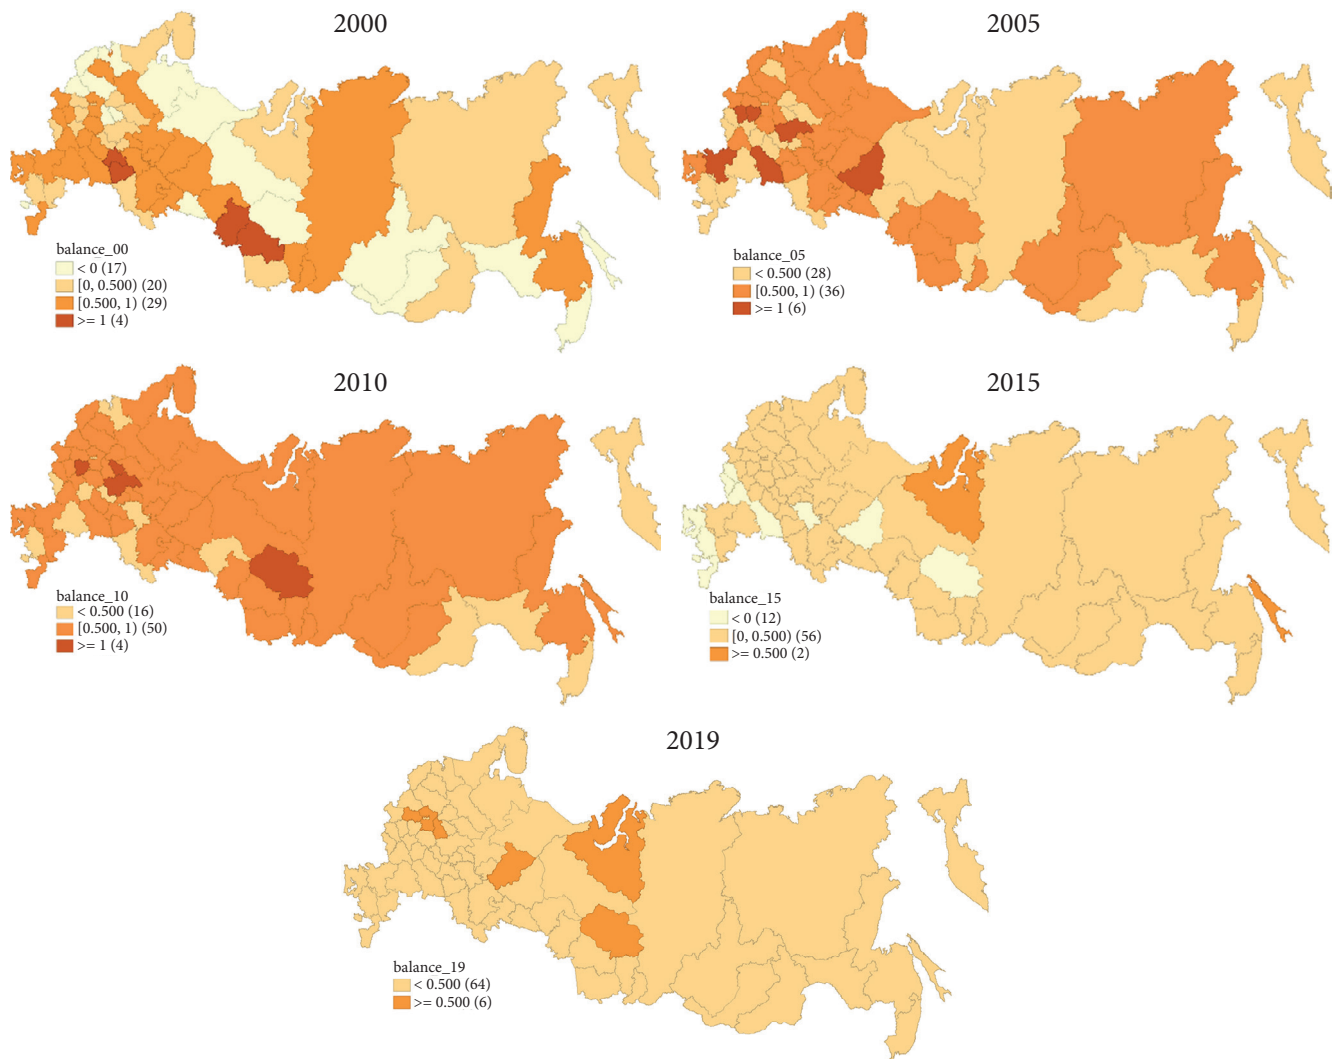 2000
balance_00
< 0 (17)
[0, 0.500) (20)
[0.500, 1) (29)
>= 1 (4)
2005
balance_05
< 0.500 (28)
[0.500, 1) (36)
>= 1 (6)
2010
balance_10
< 0.500 (16)
[0.500, 1) (50)
>= 1 (4)
2015
balance_15
< 0 (12)
[0, 0.500) (56)
>= 0.500 (2)
2019
balance_19
< 0.500 (64)
>= 0.500 (6)